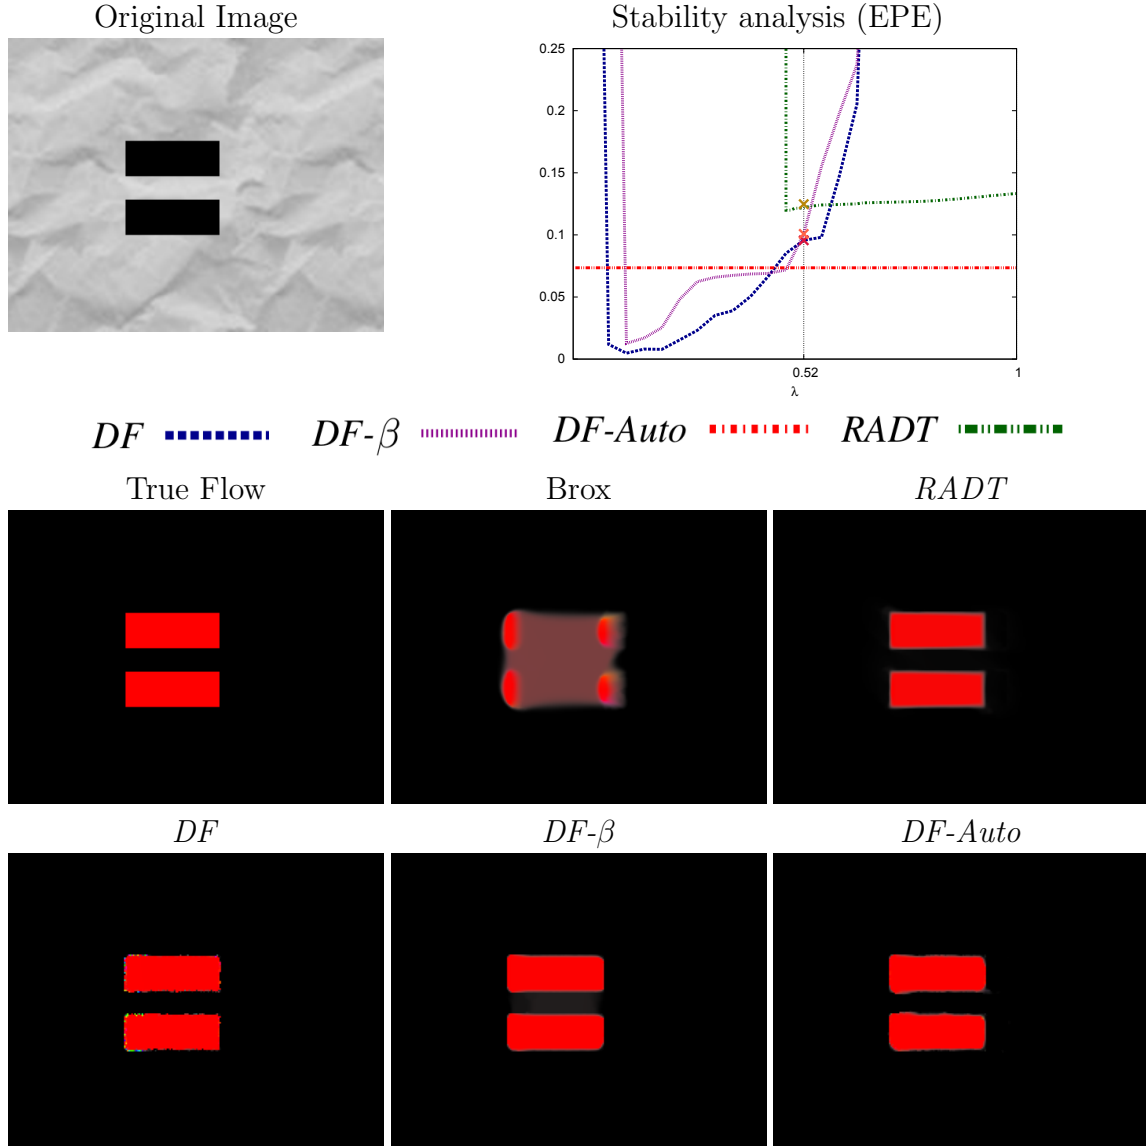 Original Image
Stability analysis (EPE)
0.25
0.2
0.15
0.1
0.05
0
0.52
1
λ
DF
DF-β
DF-Auto
RADT
True Flow
Brox
RADT
DF
DF-β
DF-Auto